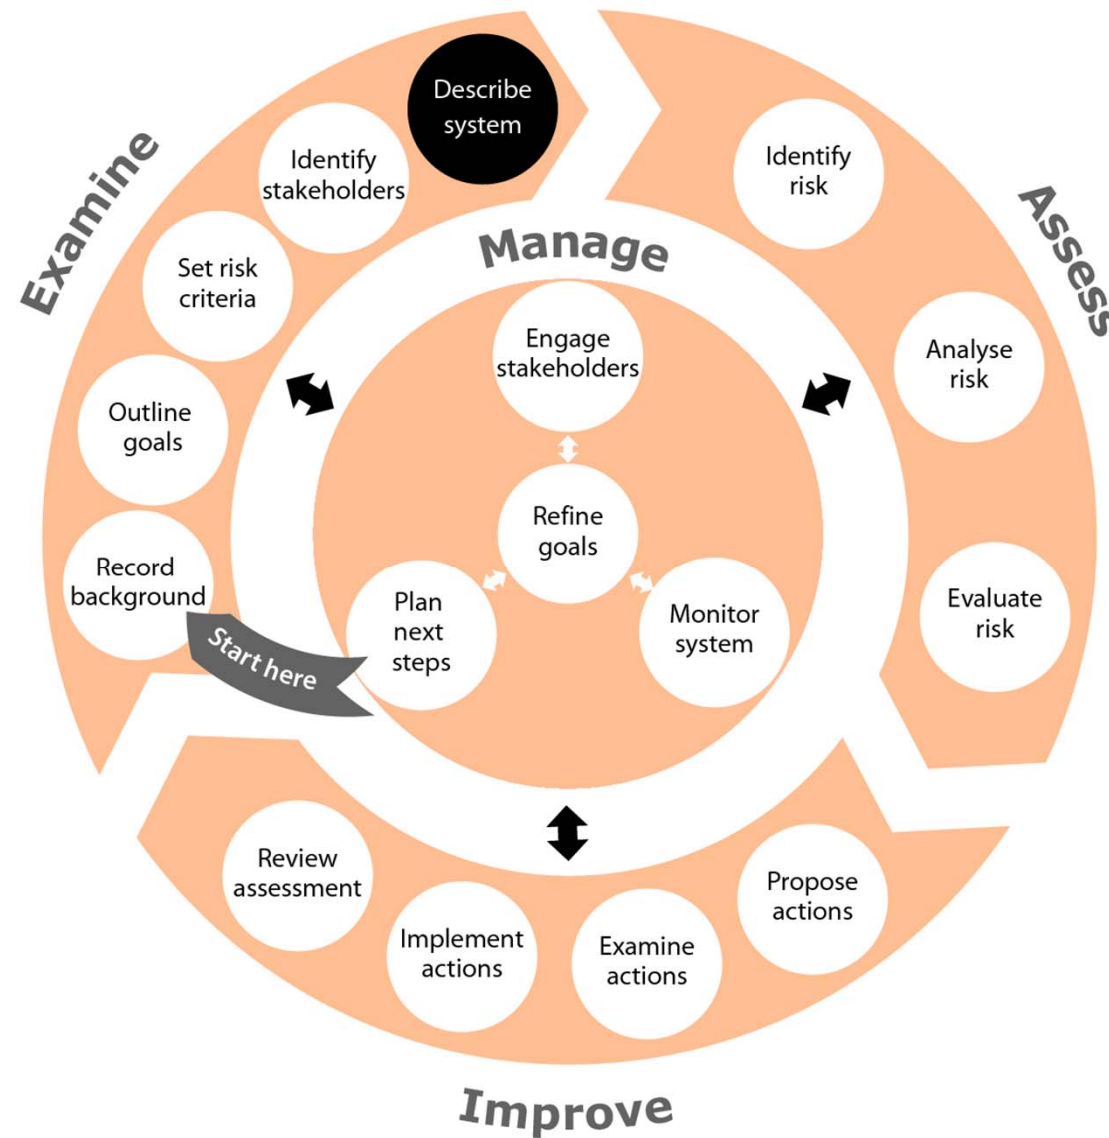 Examine
Describe
system
Identify
stakeholders
Set risk
criteria
Outline
goals
Record
background
Start here
Manage
Engage
stakeholders
Refine
goals
Plan
next
steps
Monitor
system
Assess
Identify
risk
Analyse
risk
Evaluate
risk
Propose
actions
Examine
actions
Implement
actions
Review
assessment
Improve